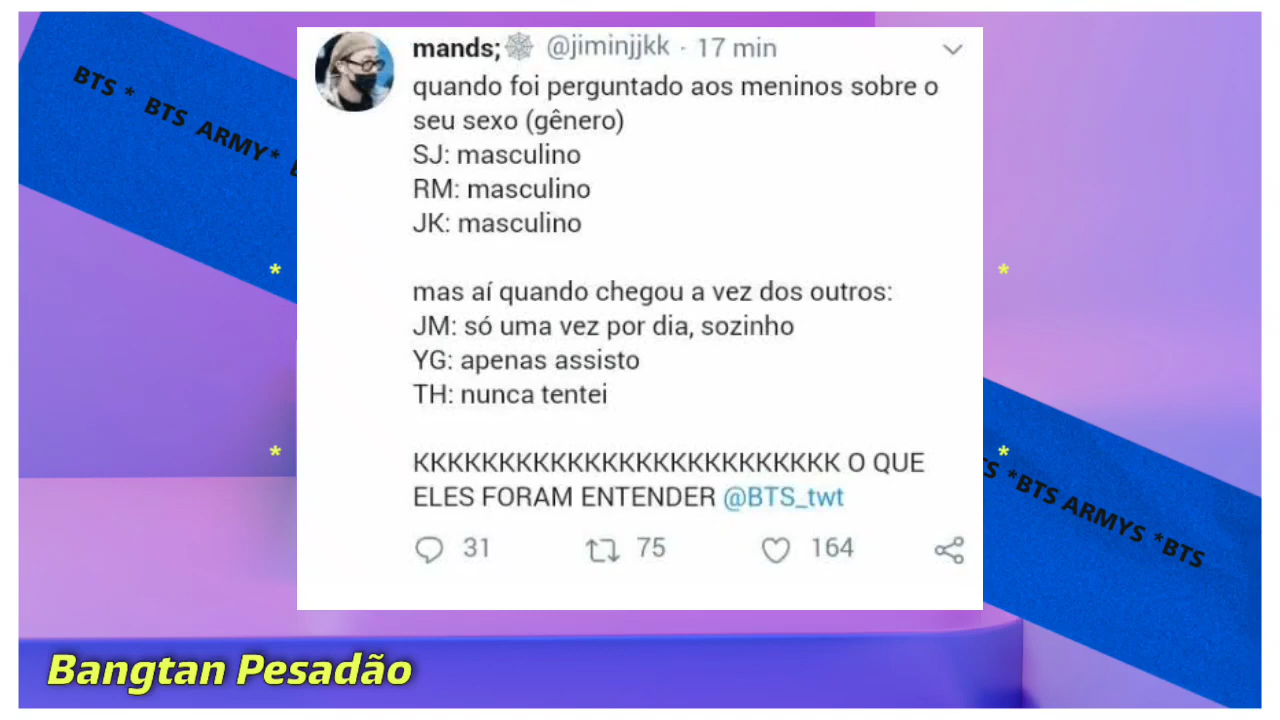 BTS * BTS ARMY*
mands;🕸 @jiminjjkk · 17 min
quando foi perguntado aos meninos sobre o
seu sexo (gênero)
SJ: masculino
RM: masculino
JK: masculino
mas aí quando chegou a vez dos outros:
JM: só uma vez por dia, sozinho
YG: apenas assisto
TH: nunca tentei
KKKKKKKKKKKKKKKKKKKKKKKKK O QUE
ELES FORAM ENTENDER @BTS_twt
31 75 164
*BTS ARMYS *BTS
Bangtan Pesadão